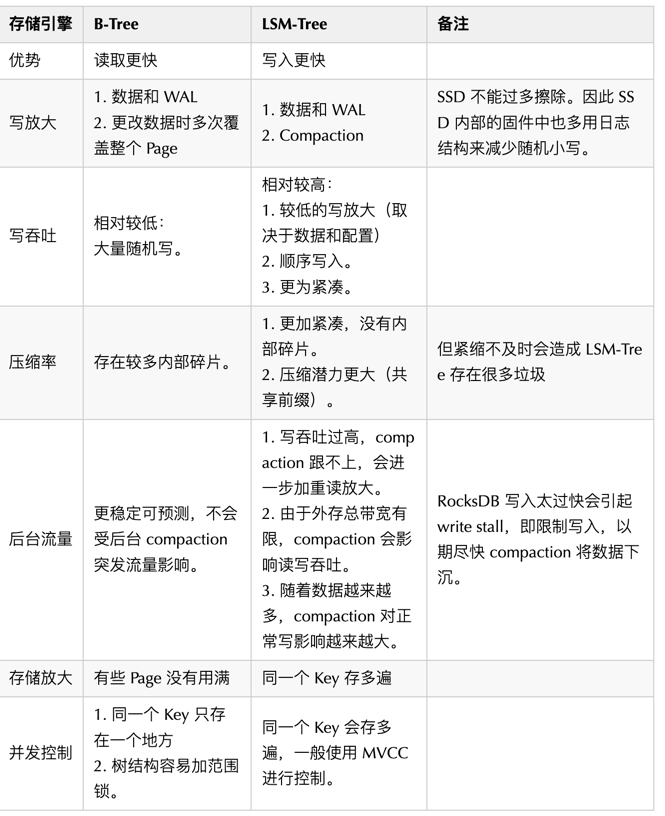 存储引擎 B-Tree LSM-Tree 备注
优势 读取更快 写入更快
写放大
1. 数据和 WAL
2. 更改数据时多次覆
盖整个 Page
1. 数据和 WAL
2. Compaction
SSD 不能过多擦除。因此 SS
D 内部的固件中也多用日志
结构来减少随机小写。
写吞吐
相对较低：
大量随机写。
相对较高：
1. 较低的写放大（取
决于数据和配置）
2. 顺序写入。
3. 更为紧凑。
压缩率
存在较多内部碎片。
1. 更加紧凑，没有内
部碎片。
2. 压缩潜力更大（共
享前缀）。
但紧缩不及时会造成 LSM-Tre
e 存在很多垃圾
后台流量
更稳定可预测，不会
受后台 compaction
突发流量影响。
1. 写吞吐过高，comp
action 跟不上，会进
一步加重读放大。
2. 由于外存总带宽有
限，compaction 会影
响读写吞吐。
3. 随着数据越来越
多，compaction 对正
常写影响越来越大。
RocksDB 写入太过快会引起
write stall，即限制写入，以
期尽快 compaction 将数据下
沉。
存储放大 有些 Page 没有用满 同一个 Key 存多遍
并发控制
1. 同一个 Key 只存
在一个地方
2. 树结构容易加范围
锁。
同一个 Key 会存多
遍，一般使用 MVCC
进行控制。